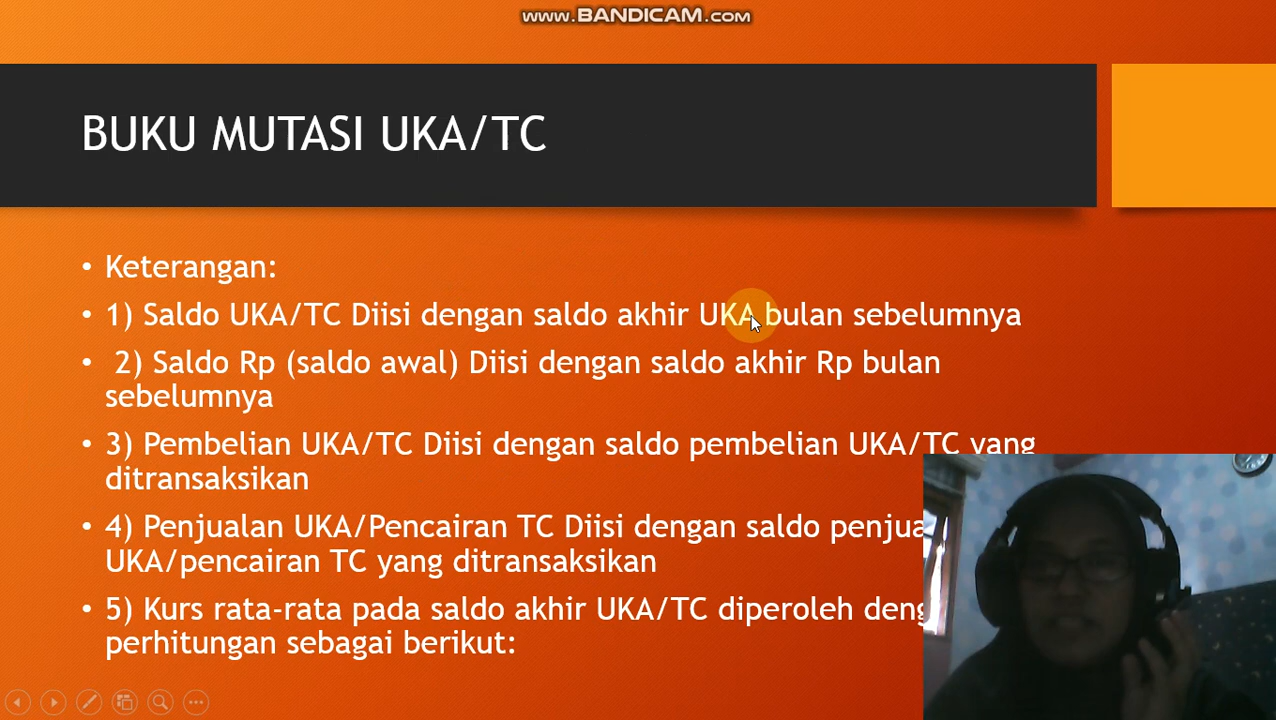 www.BANDICAM.com
BUKU MUTASI UKA/TC
• Keterangan:
• 1) Saldo UKA/TC Diisi dengan saldo akhir UKA bulan sebelumnya
• 2) Saldo Rp (saldo awal) Diisi dengan saldo akhir Rp bulan
sebelumnya
• 3) Pembelian UKA/TC Diisi dengan saldo pembelian UKA/TC yang
ditransaksikan
• 4) Penjualan UKA/Pencairan TC Diisi dengan saldo penjua
UKA/pencairan TC yang ditransaksikan
• 5) Kurs rata-rata pada saldo akhir UKA/TC diperoleh deng
perhitungan sebagai berikut: